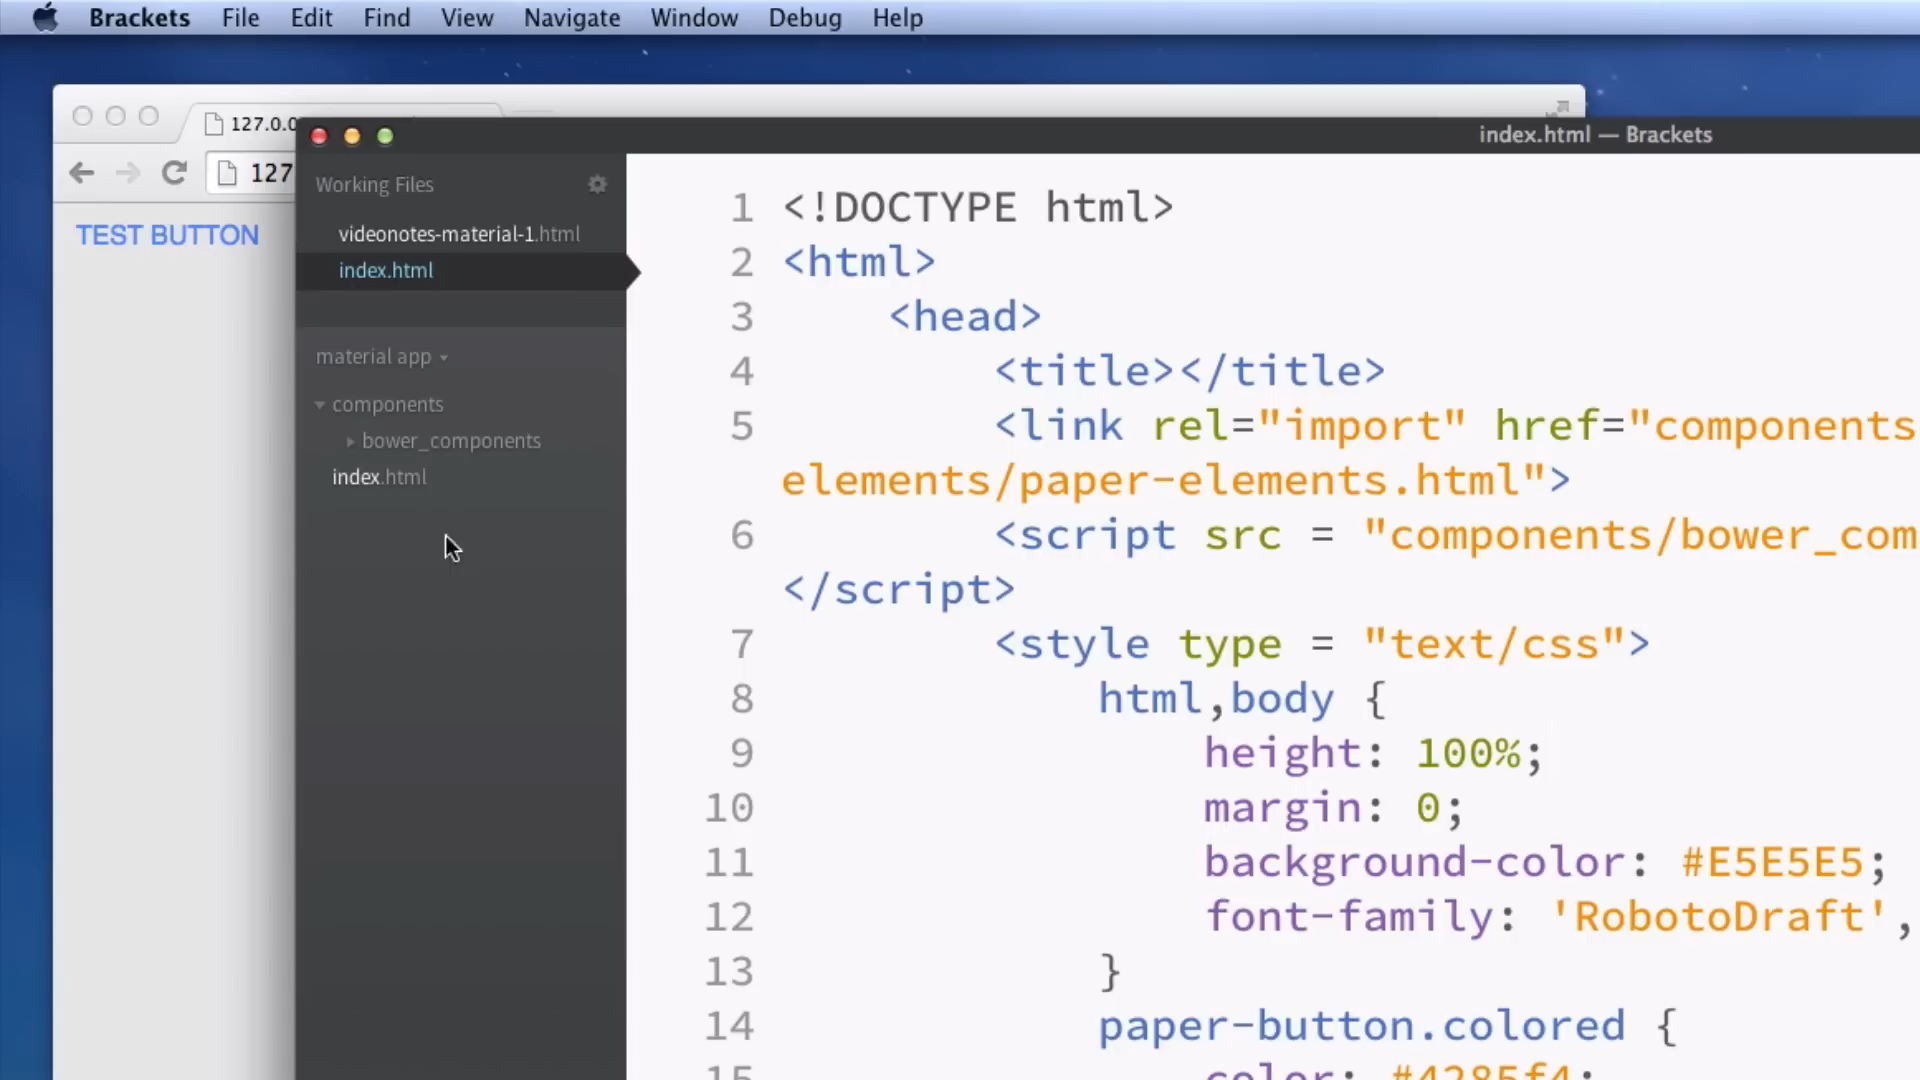 Brackets File Edit Find View Navigate Window Debug Help
127.0.0
index.html — Brackets
127
TEST BUTTON
Working Files
videonotes-material-1.html
index.html
material app
components
bower_components
index.html
1 <!DOCTYPE html>
2 <html>
3 <head>
4 <title></title>
5 <link rel="import" href="components
elements/paper-elements.html">
6 <script src = "components/bower_com
</script>
7 <style type = "text/css">
8 html,body {
9 height: 100%;
10 margin: 0;
11 background-color: #E5E5E5;
12 font-family: 'RobotoDraft',
13 }
14 paper-button.colored {
15 color: #4285f4;